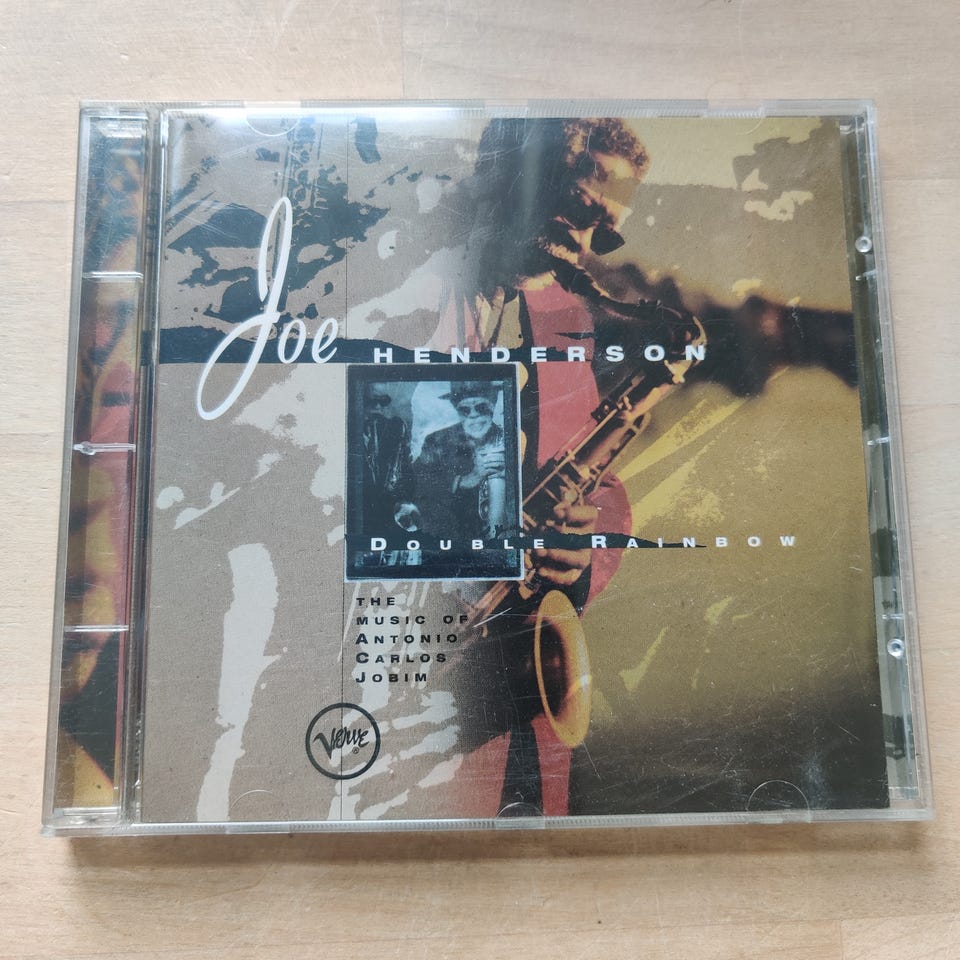 Joe HENDERSON
DOUBLE RAINBOW
THE
MUSIC OF
ANTONIO
CARLOS
JOBIM
Verve®